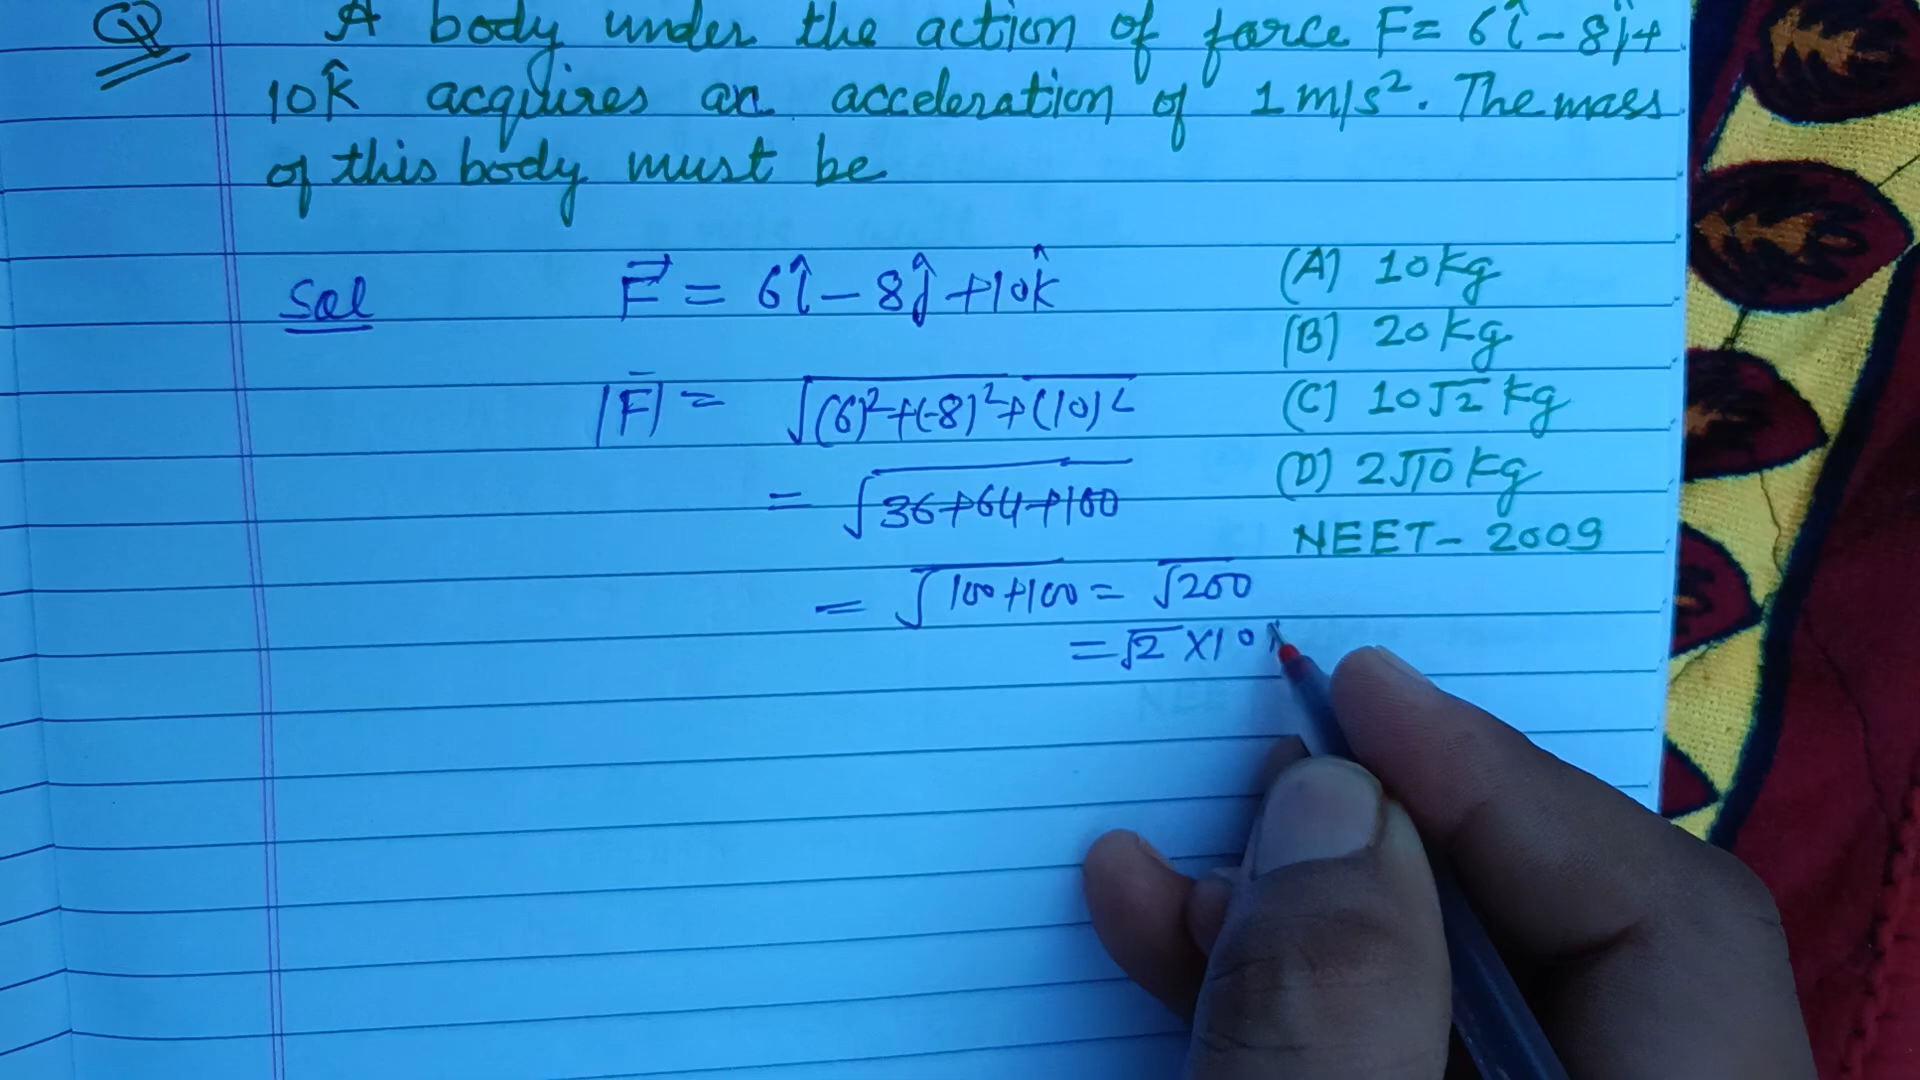 Q
A body under the action of force F= 6î-8ĵ+
10k̂ acquires an acceleration of 1 m/s². The mass
of this body must be
Sol
F⃗ = 6î-8ĵ+10k̂
|F̄| = √(6)²+(-8)²+(10)²
= √36+64+100
= √100+100 = √200
= √2 ×10
(A) 10 kg
(B) 20 kg
(C) 10√2 kg
(D) 2√10 kg
NEET- 2009